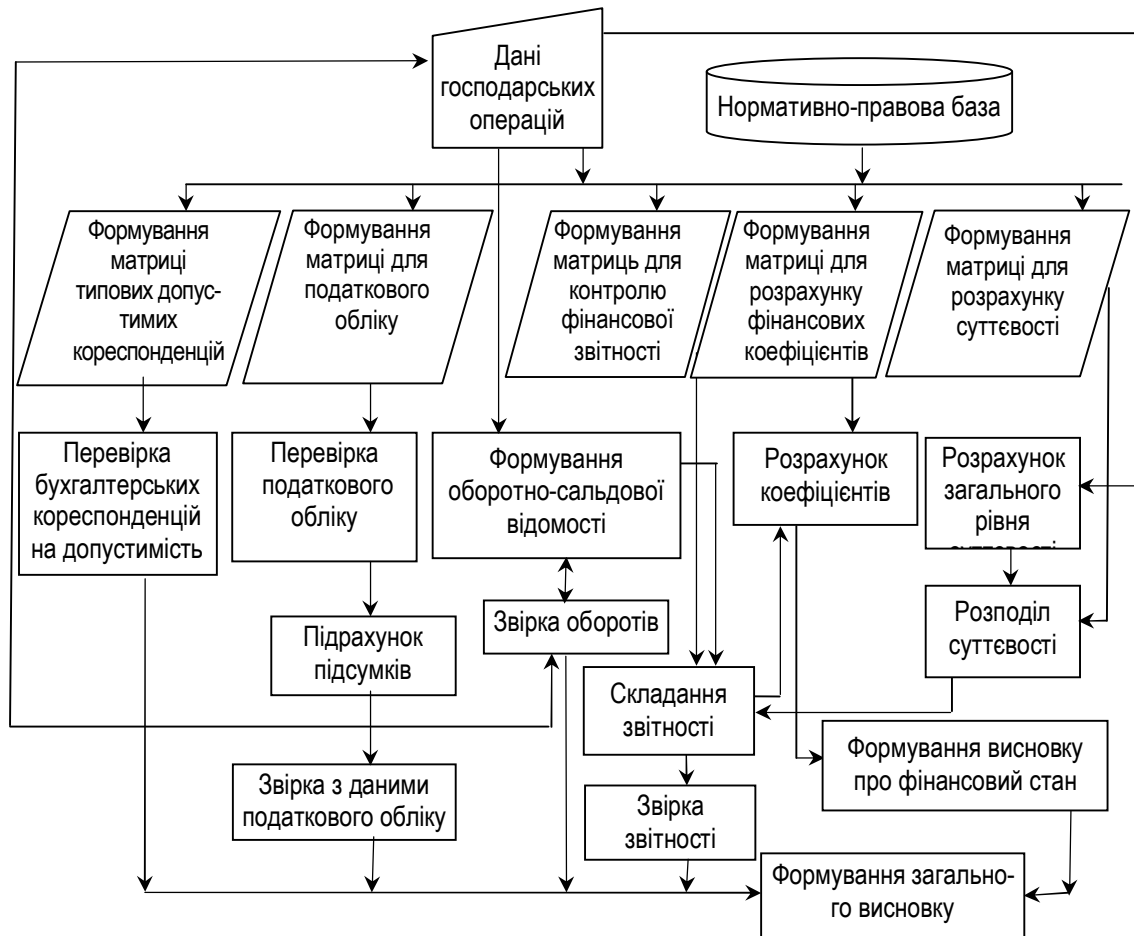 Дані
господарських
операцій
Нормативно-правова база
Формування
матриці
типових допус-
тимих
кореспонденцій
Формування
матриці для
податкового
обліку
Формування
матриць для
контролю
фінансової
звітності
Формування
матриці для
розрахунку
фінансових
коефіцієнтів
Формування
матриці для
розрахунку
суттєвості
Перевірка
бухгалтерських
кореспонденцій
на допустимість
Перевірка
податкового
обліку
Формування
оборотно-сальдової
відомості
Розрахунок
коефіцієнтів
Розрахунок
загального
рівня
Звірка оборотів
Розподіл
суттєвості
Підрахунок
підсумків
Складання
звітності
Формування висновку
про фінансовий стан
Звірка з даними
податкового обліку
Звірка
звітності
Формування загально-
го висновку